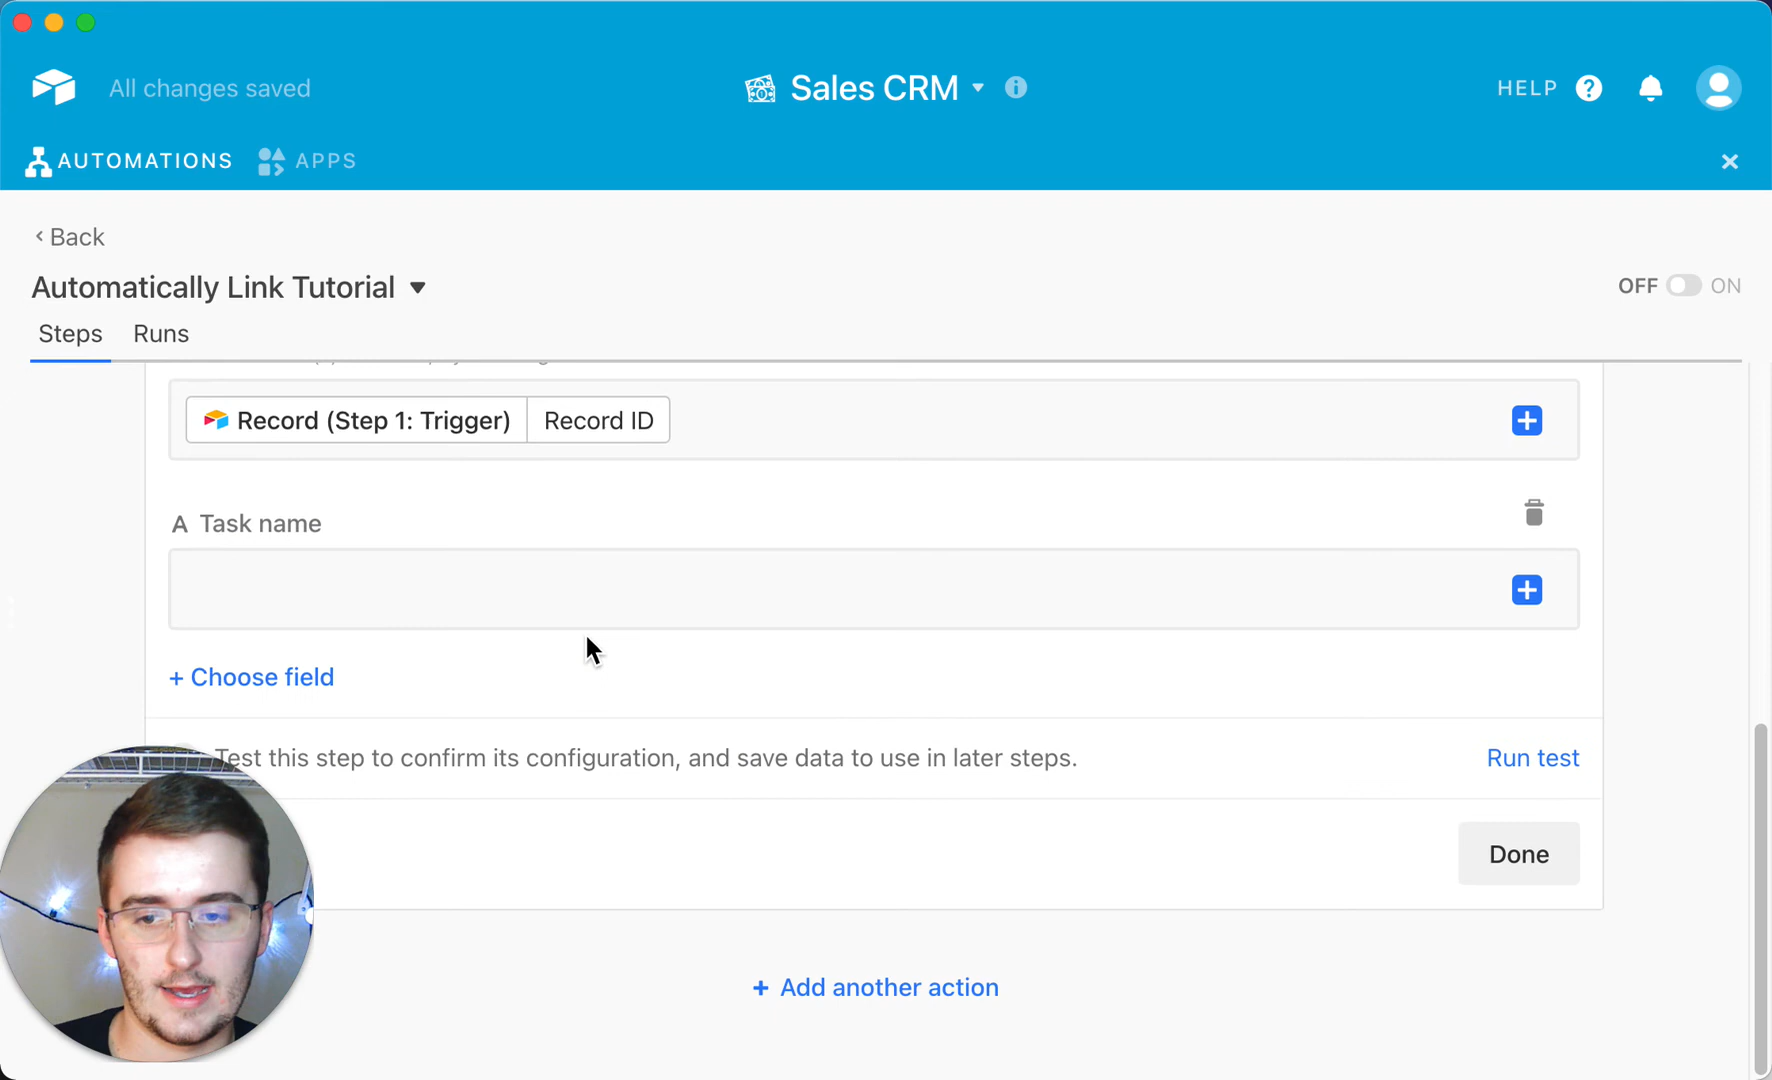 All changes saved
Sales CRM
HELP
AUTOMATIONS
APPS
Back
Automatically Link Tutorial
OFF ON
Steps Runs
Record (Step 1: Trigger) Record ID
A Task name
+ Choose field
Test this step to confirm its configuration, and save data to use in later steps.
Run test
Done
+ Add another action